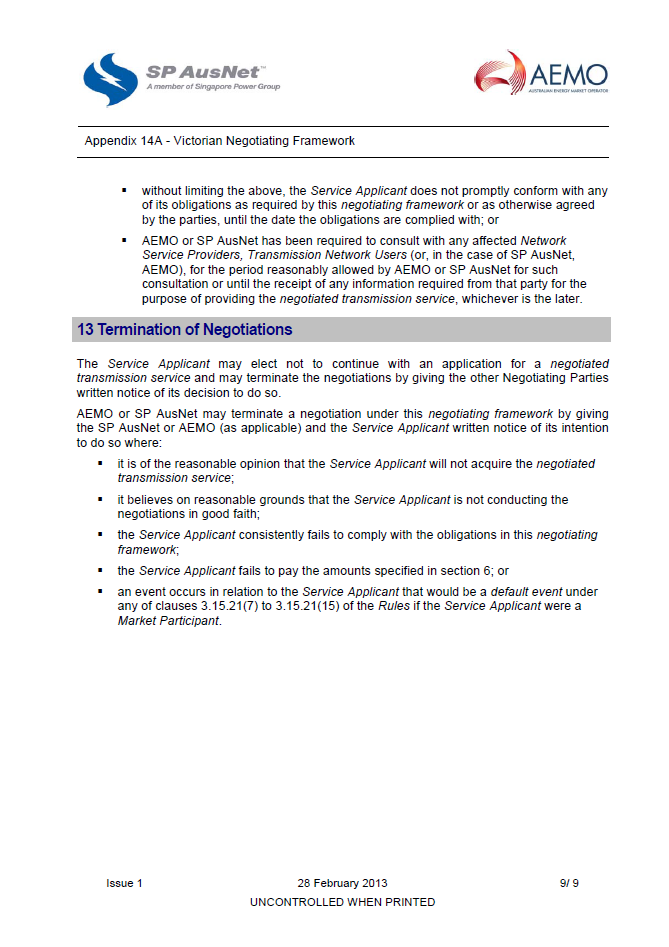 SP AusNet™
A member of Singapore Power Group
AEMO
AUSTRALIAN ENERGY MARKET OPERATOR
Appendix 14A - Victorian Negotiating Framework
▪ without limiting the above, the Service Applicant does not promptly conform with any
of its obligations as required by this negotiating framework or as otherwise agreed
by the parties, until the date the obligations are complied with; or
▪ AEMO or SP AusNet has been required to consult with any affected Network
Service Providers, Transmission Network Users (or, in the case of SP AusNet,
AEMO), for the period reasonably allowed by AEMO or SP AusNet for such
consultation or until the receipt of any information required from that party for the
purpose of providing the negotiated transmission service, whichever is the later.
13 Termination of Negotiations
The Service Applicant may elect not to continue with an application for a negotiated
transmission service and may terminate the negotiations by giving the other Negotiating Parties
written notice of its decision to do so.
AEMO or SP AusNet may terminate a negotiation under this negotiating framework by giving
the SP AusNet or AEMO (as applicable) and the Service Applicant written notice of its intention
to do so where:
▪ it is of the reasonable opinion that the Service Applicant will not acquire the negotiated
transmission service;
▪ it believes on reasonable grounds that the Service Applicant is not conducting the
negotiations in good faith;
▪ the Service Applicant consistently fails to comply with the obligations in this negotiating
framework;
▪ the Service Applicant fails to pay the amounts specified in section 6; or
▪ an event occurs in relation to the Service Applicant that would be a default event under
any of clauses 3.15.21(7) to 3.15.21(15) of the Rules if the Service Applicant were a
Market Participant.
Issue 1 28 February 2013 9/ 9
UNCONTROLLED WHEN PRINTED